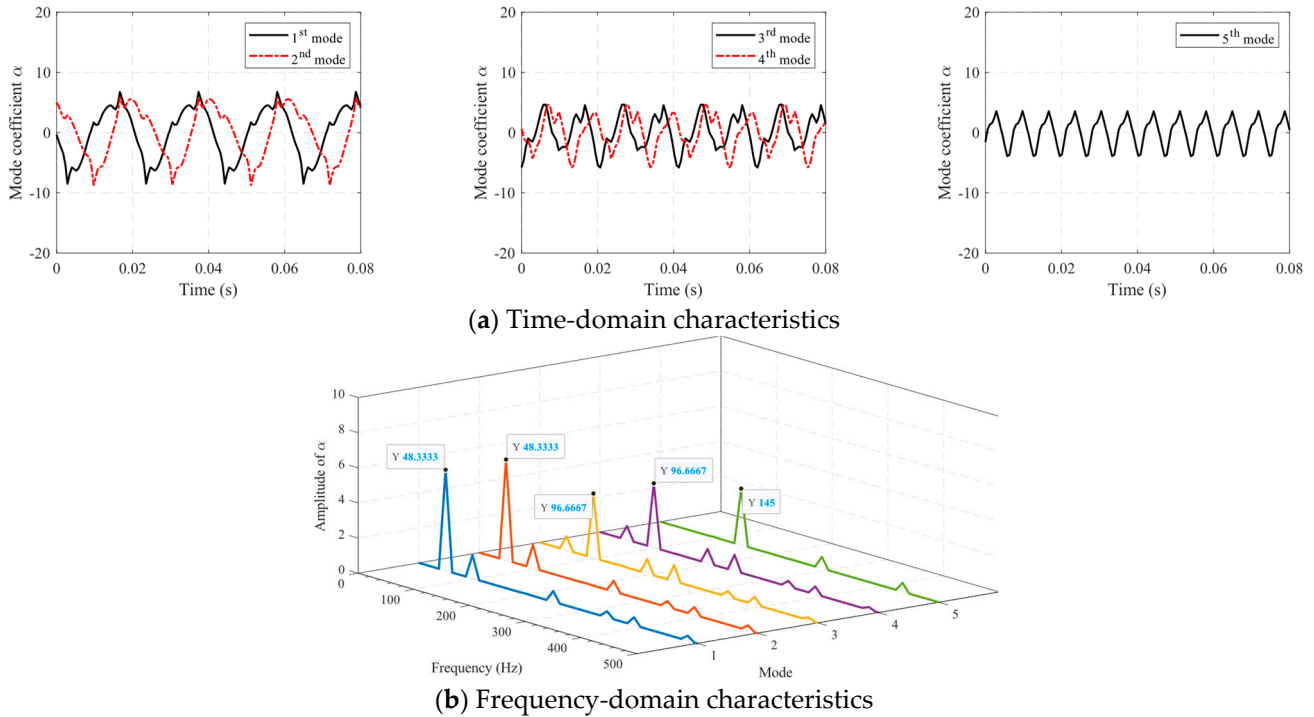 20
10
0
-10
-20
Mode coefficient α
0
0.02
0.04
0.06
0.08
Time (s)
1st mode
2nd mode
20
10
0
-10
-20
Mode coefficient α
0
0.02
0.04
0.06
0.08
Time (s)
3rd mode
4th mode
20
10
0
-10
-20
Mode coefficient α
0
0.02
0.04
0.06
0.08
Time (s)
5th mode
(a) Time-domain characteristics
10
8
6
4
2
0
Amplitude of α
Y 48.3333
Y 48.3333
Y 96.6667
Y 96.6667
Y 145
0
100
200
300
400
500
Frequency (Hz)
1
2
3
4
5
Mode
(b) Frequency-domain characteristics